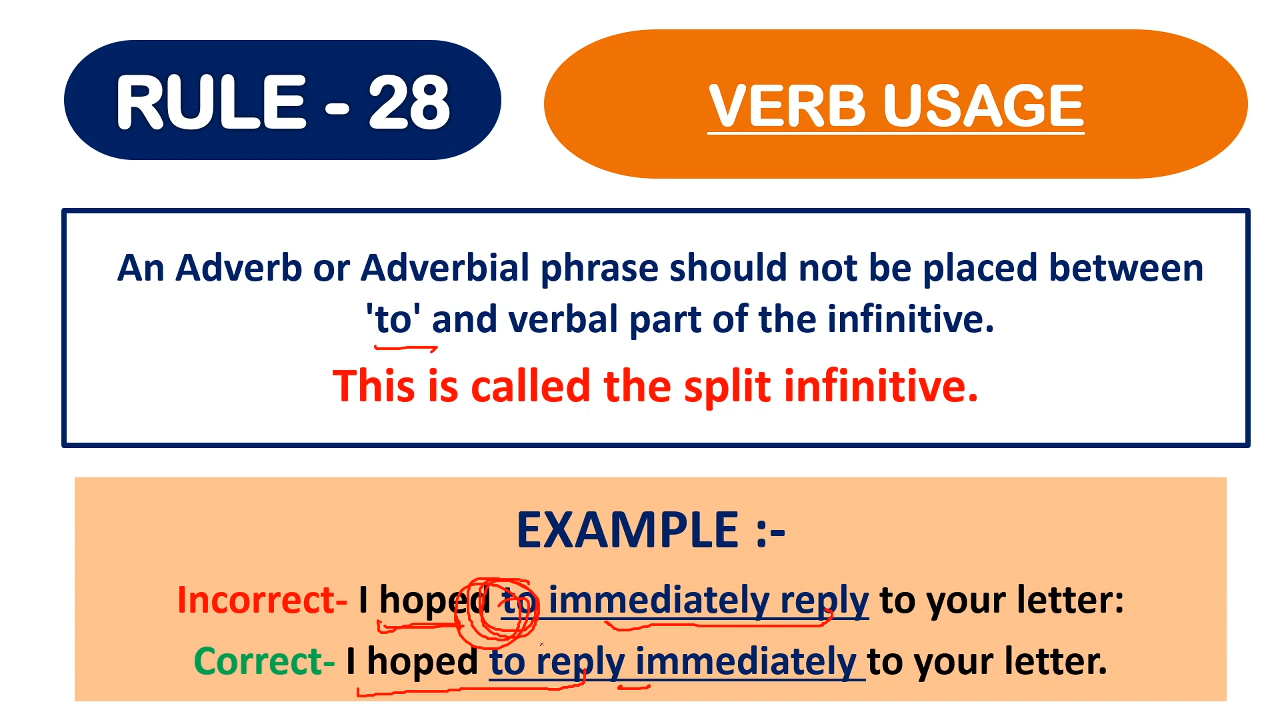 RULE - 28
VERB USAGE
An Adverb or Adverbial phrase should not be placed between
'to' and verbal part of the infinitive.
This is called the split infinitive.
EXAMPLE :-
Incorrect- I hoped to immediately reply to your letter:
Correct- I hoped to reply immediately to your letter.